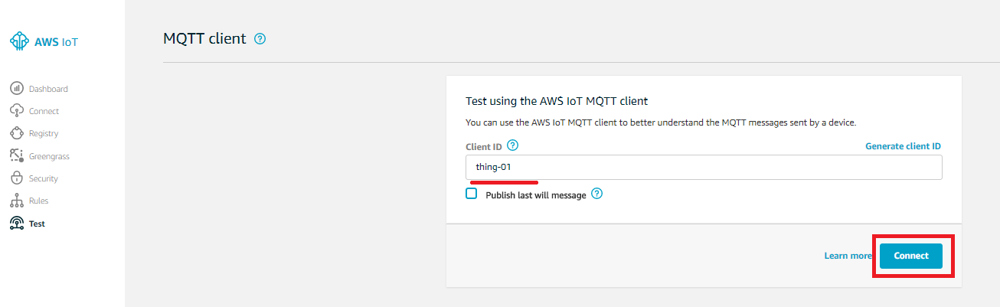 AWS IoT
Dashboard
Connect
Registry
Greengrass
Security
Rules
Test
MQTT client ?
Test using the AWS IoT MQTT client
You can use the AWS IoT MQTT client to better understand the MQTT messages sent by a device.
Client ID ? Generate client ID
thing-01
Publish last will message ?
Learn more Connect